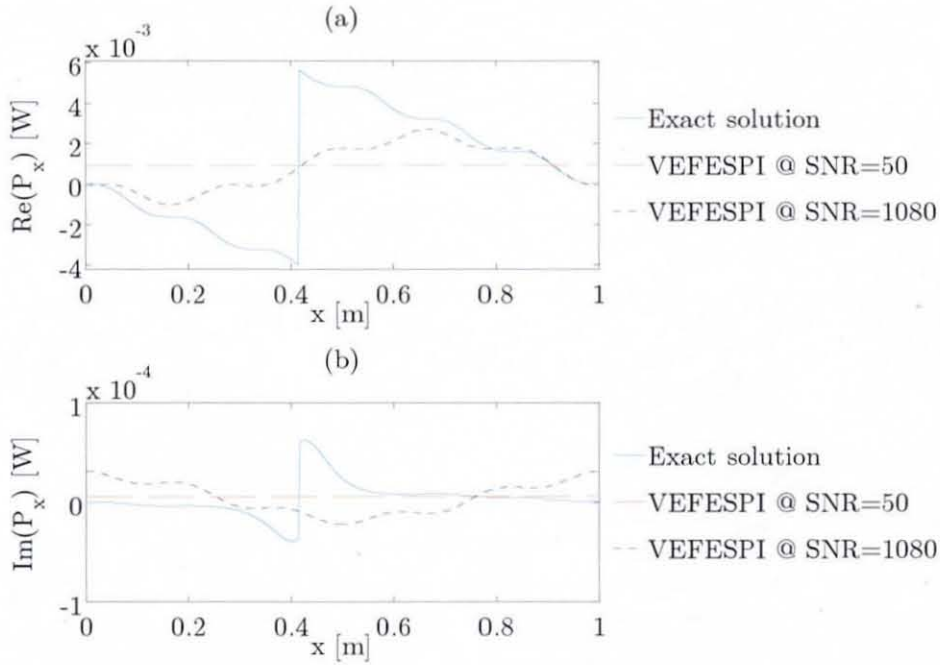 (a)
x 10^-3
Re(P_x) [W]
6
4
2
0
-2
-4
0 0.2 0.4 0.6 0.8 1
x [m]
Exact solution
VEFESPI @ SNR=50
VEFESPI @ SNR=1080
(b)
x 10^-4
Im(P_x) [W]
1
0
-1
0 0.2 0.4 0.6 0.8 1
x [m]
Exact solution
VEFESPI @ SNR=50
VEFESPI @ SNR=1080